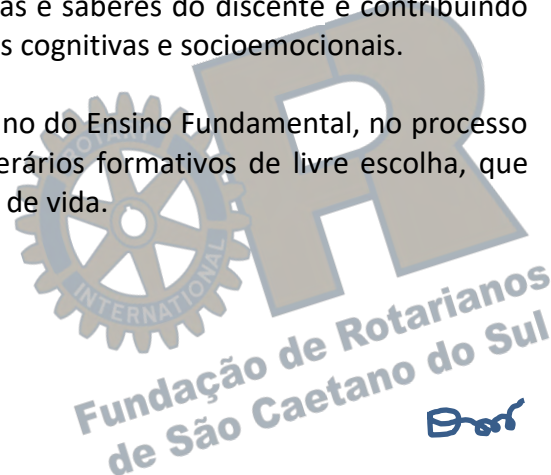 as e saberes do discente e contribuindo
s cognitivas e socioemocionais.
no do Ensino Fundamental, no processo
erários formativos de livre escolha, que
de vida.
ROTARY
INTERNATIONAL
Fundação de Rotarianos
de São Caetano do Sul